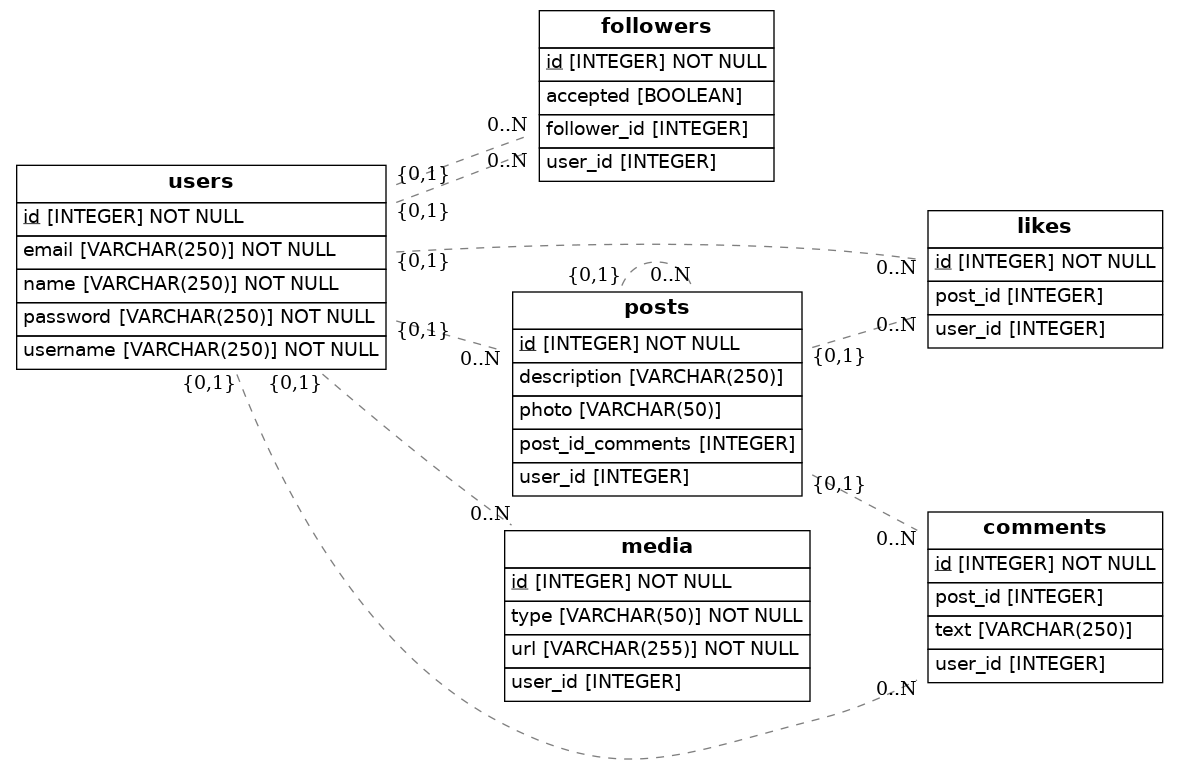 followers
id [INTEGER] NOT NULL
accepted [BOOLEAN]
follower_id [INTEGER]
user_id [INTEGER]
0..N
{0,1}
0..N
{0,1}
users
id [INTEGER] NOT NULL
email [VARCHAR(250)] NOT NULL
name [VARCHAR(250)] NOT NULL
password [VARCHAR(250)] NOT NULL
username [VARCHAR(250)] NOT NULL
{0,1}
0..N
likes
id [INTEGER] NOT NULL
post_id [INTEGER]
user_id [INTEGER]
{0,1}
0..N
{0,1}
0..N
0..N
{0,1}
posts
id [INTEGER] NOT NULL
description [VARCHAR(250)]
photo [VARCHAR(50)]
post_id_comments [INTEGER]
user_id [INTEGER]
{0,1}
{0,1}
0..N
{0,1}
0..N
media
id [INTEGER] NOT NULL
type [VARCHAR(50)] NOT NULL
url [VARCHAR(255)] NOT NULL
user_id [INTEGER]
comments
id [INTEGER] NOT NULL
post_id [INTEGER]
text [VARCHAR(250)]
user_id [INTEGER]
0..N